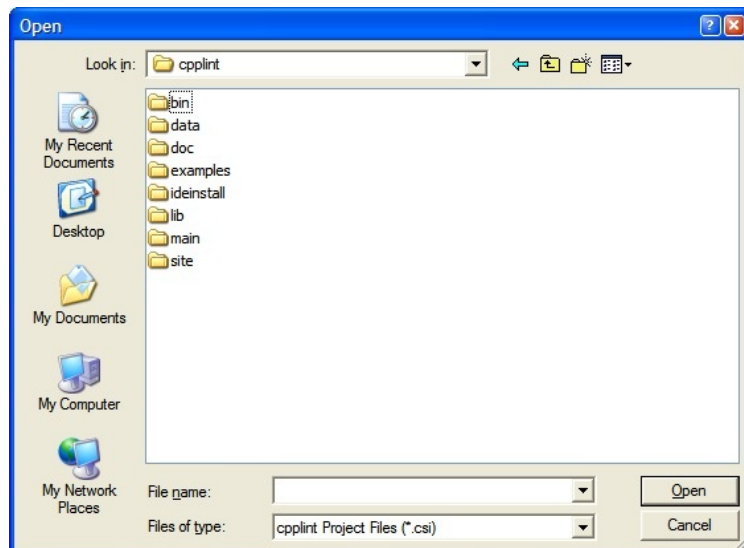 Open
Look in: cpplint
bin
data
doc
examples
ideinstall
lib
main
site
My Recent
Documents
Desktop
My Documents
My Computer
My Network
Places
File name:
Open
Files of type: cpplint Project Files (*.csi)
Cancel